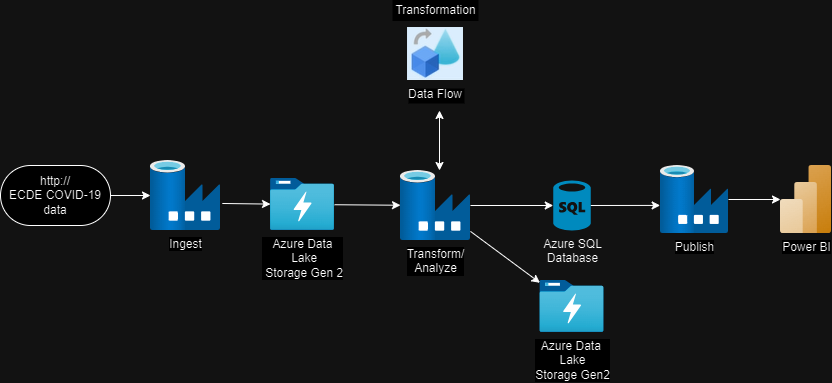 Transformation
Data Flow
http://
ECDE COVID-19
data
Ingest
Azure Data
Lake
Storage Gen 2
Transform/
Analyze
SQL
Azure SQL
Database
Publish
Power BI
Azure Data
Lake
Storage Gen2